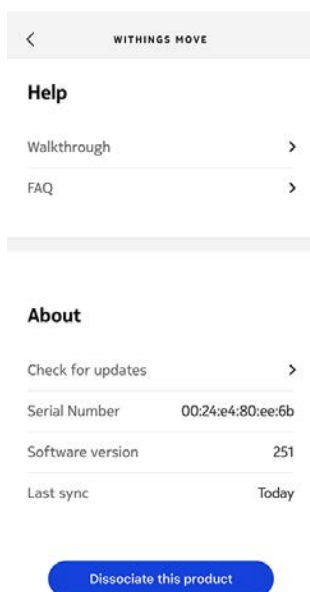 WITHINGS MOVE
Help
Walkthrough
FAQ
About
Check for updates
Serial Number 00:24:e4:80:ee:6b
Software version 251
Last sync Today
Dissociate this product